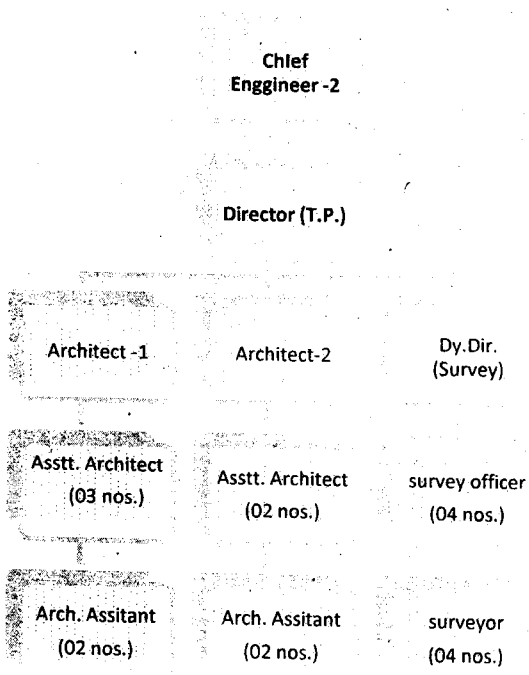 Chief
Enggineer -2
Director (T.P.)
Architect -1
Architect-2
Dy.Dir.
(Survey)
Asstt. Architect
(03 nos.)
Asstt. Architect
(02 nos.)
survey officer
(04 nos.)
Arch. Assitant
(02 nos.)
Arch. Assitant
(02 nos.)
surveyor
(04 nos.)